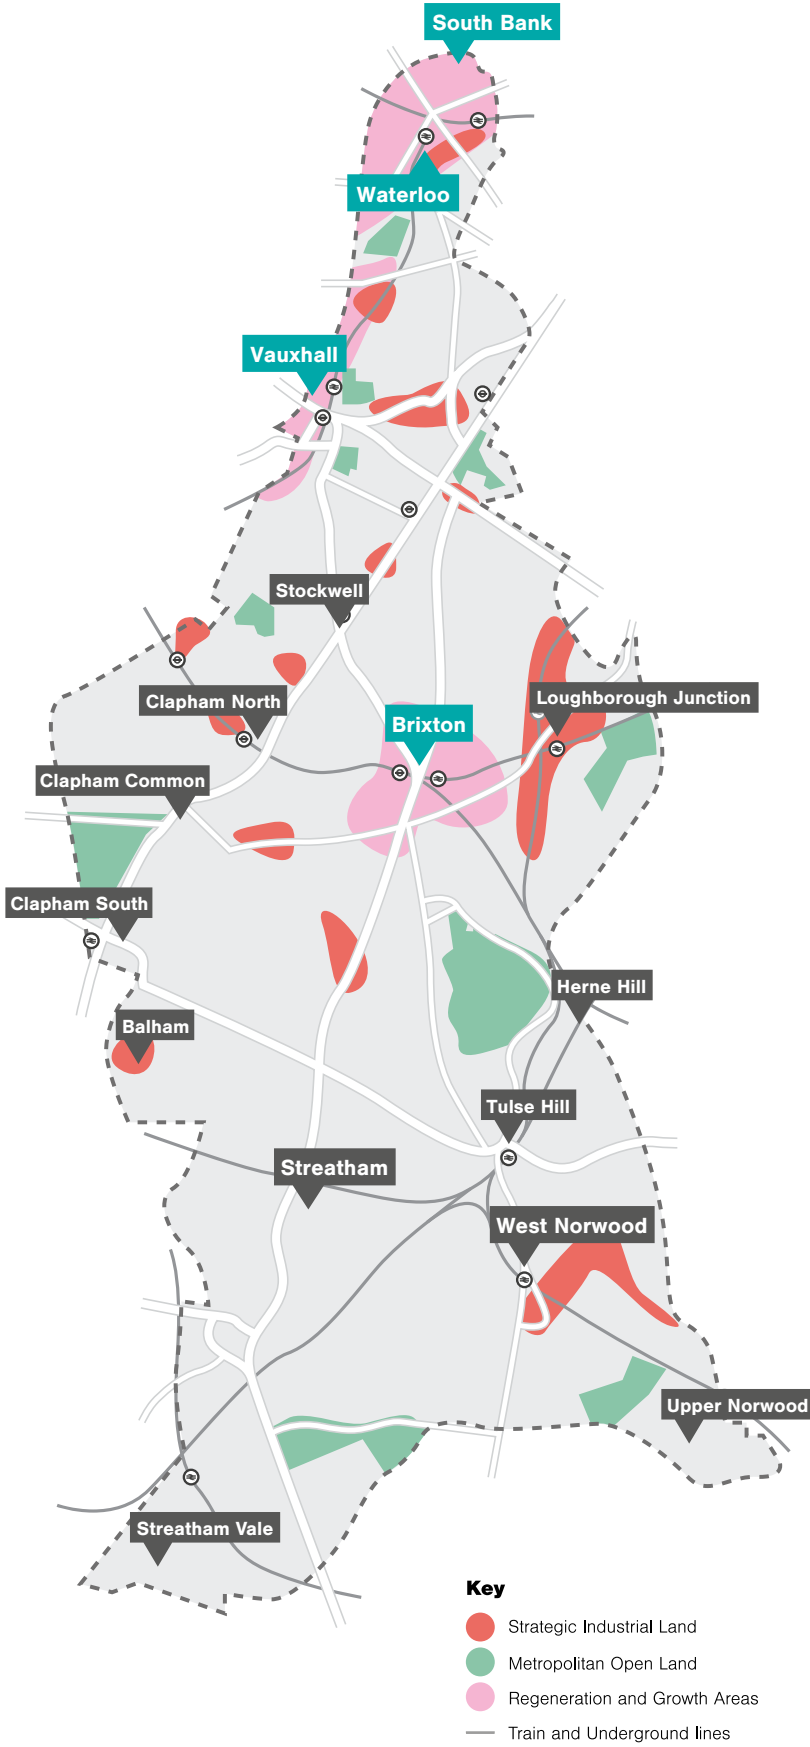 South Bank
Waterloo
Vauxhall
Stockwell
Clapham North
Loughborough Junction
Brixton
Clapham Common
Clapham South
Herne Hill
Balham
Tulse Hill
Streatham
West Norwood
Upper Norwood
Streatham Vale
Key
Strategic Industrial Land
Metropolitan Open Land
Regeneration and Growth Areas
Train and Underground lines